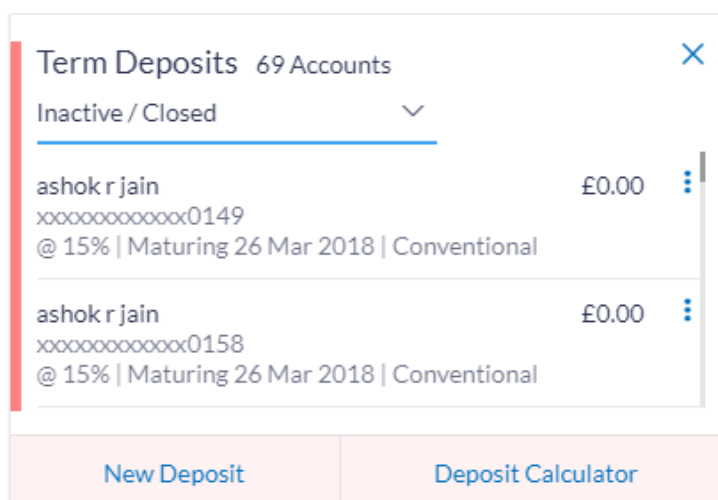 Term Deposits 69 Accounts
Inactive / Closed
ashok r jain £0.00
xxxxxxxxxxxx0149
@ 15% | Maturing 26 Mar 2018 | Conventional
ashok r jain £0.00
xxxxxxxxxxxx0158
@ 15% | Maturing 26 Mar 2018 | Conventional
New Deposit Deposit Calculator